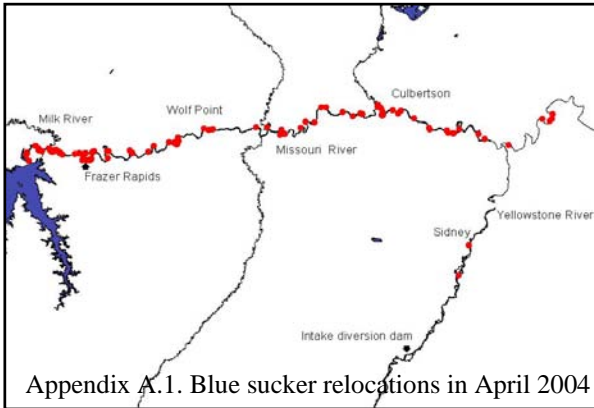 Culbertson
Wolf Point
Milk River
Missouri River
Frazer Rapids
Yellowstone River
Sidney
Intake diversion dam
Appendix A.1. Blue sucker relocations in April 2004